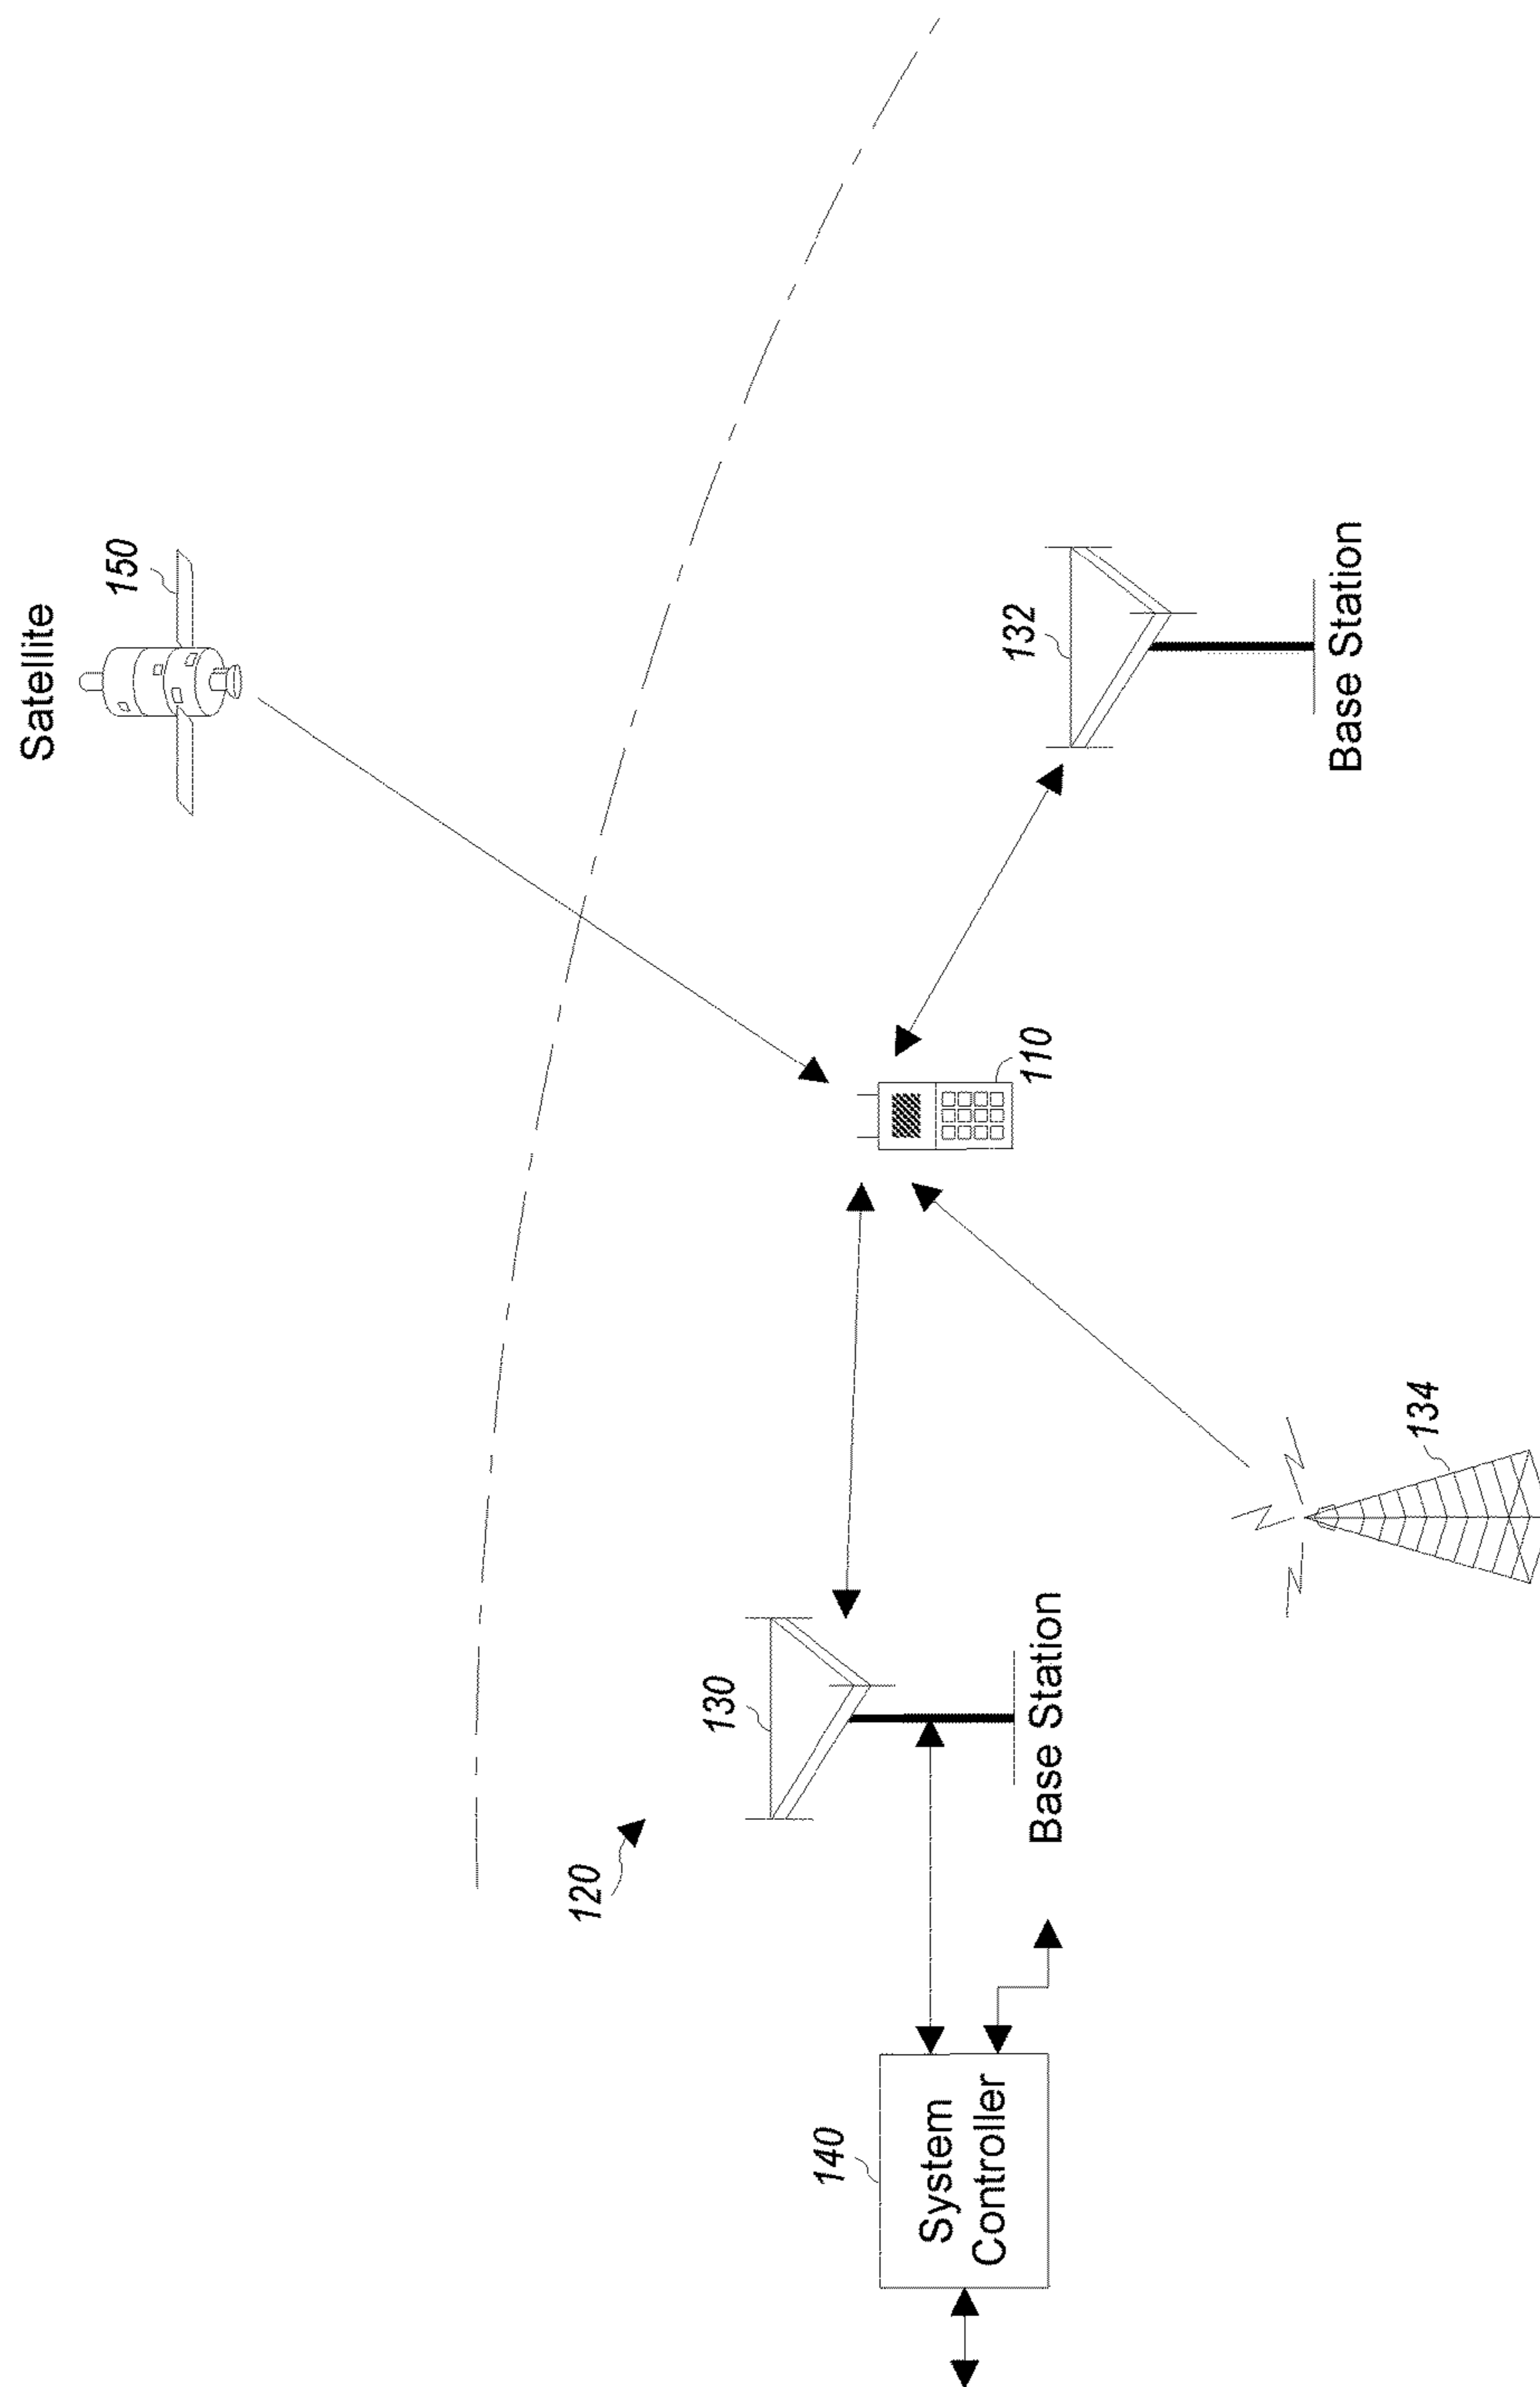 Satellite
150
120
130
Base Station
132
Base Station
110
134
140
System
Controller